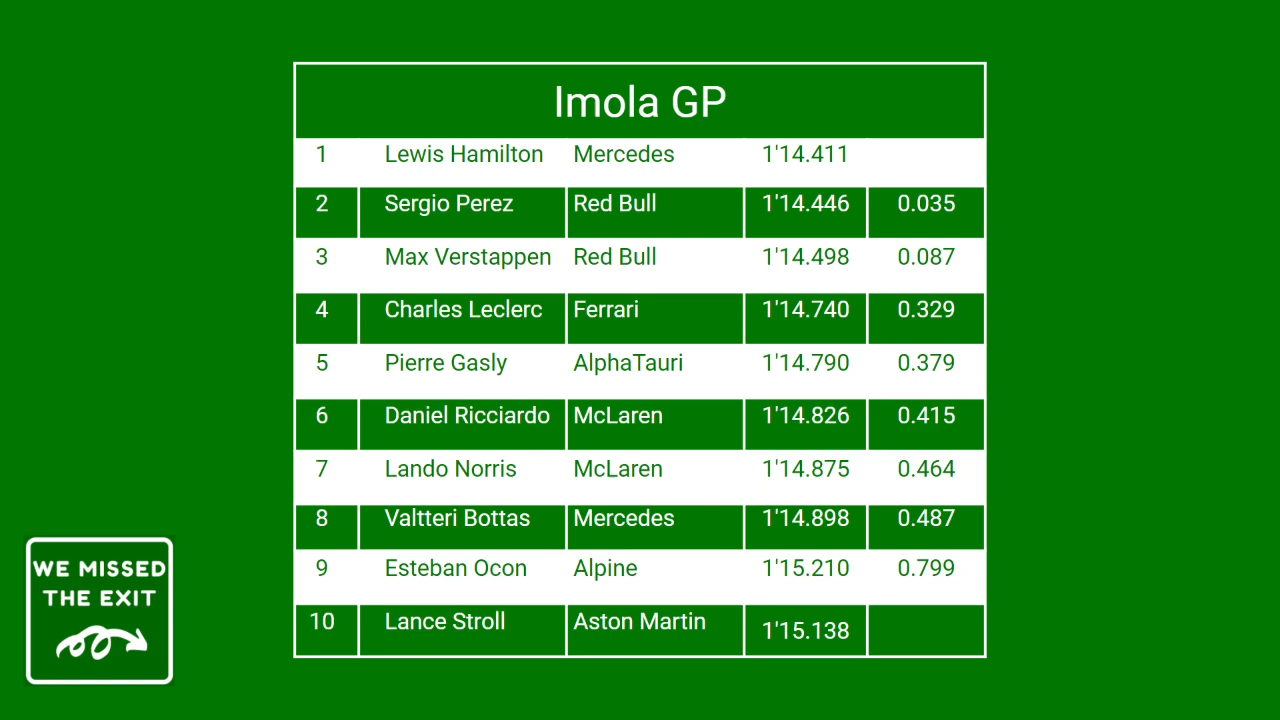 Imola GP
1 Lewis Hamilton Mercedes 1'14.411
2 Sergio Perez Red Bull 1'14.446 0.035
3 Max Verstappen Red Bull 1'14.498 0.087
4 Charles Leclerc Ferrari 1'14.740 0.329
5 Pierre Gasly AlphaTauri 1'14.790 0.379
6 Daniel Ricciardo McLaren 1'14.826 0.415
7 Lando Norris McLaren 1'14.875 0.464
8 Valtteri Bottas Mercedes 1'14.898 0.487
9 Esteban Ocon Alpine 1'15.210 0.799
10 Lance Stroll Aston Martin 1'15.138
WE MISSED
THE EXIT